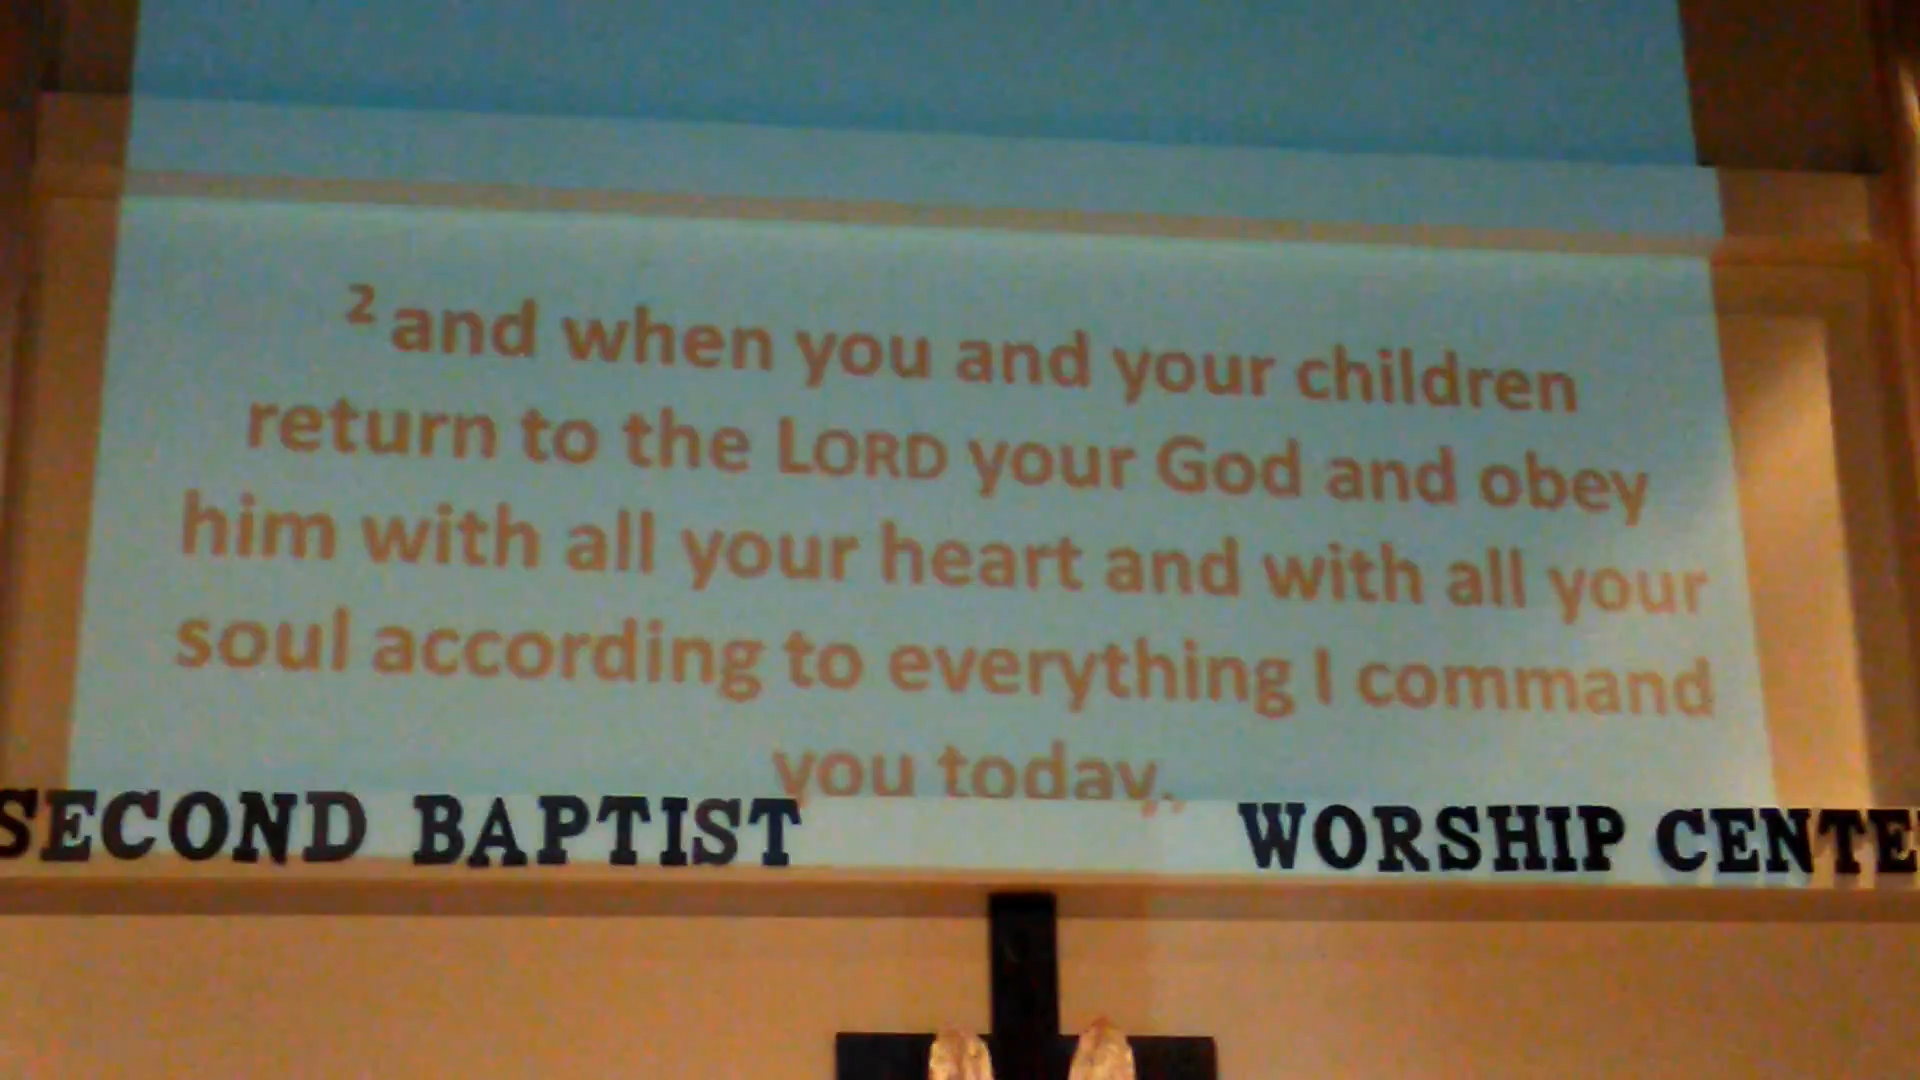 ² and when you and your children
return to the LORD your God and obey
him with all your heart and with all your
soul according to everything I command
you today,
SECOND BAPTIST WORSHIP CENTE